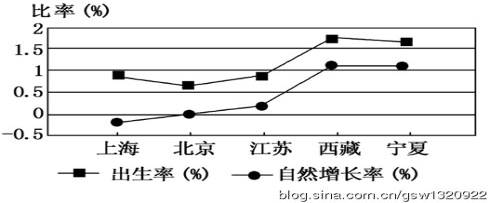 比率(%)
2
1.5
1
0.5
0
-0.5
上海 北京 江苏 西藏 宁夏
出生率(%) 自然增长率(%)
blog.sina.com.cn/gsw1320922